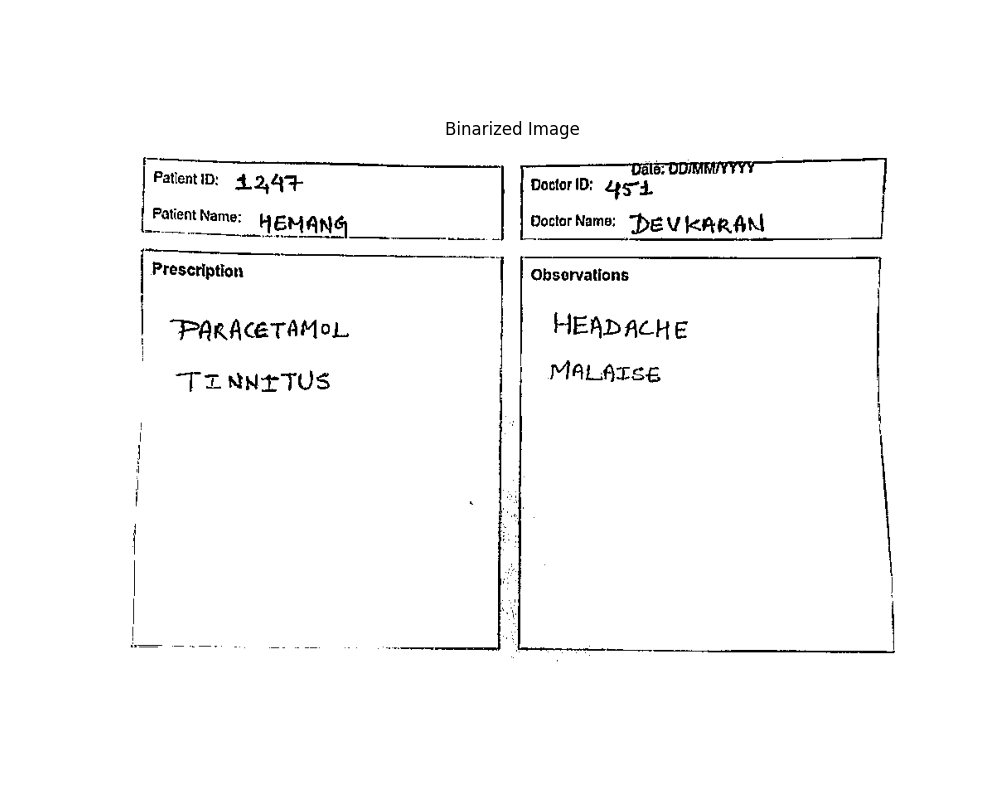 Binarized Image
Patient ID: 1247
Patient Name: HEMANG
Date: DD/MM/YYYY
Doctor ID: 451
Doctor Name: DEVKARAN
Prescription
PARACETAMOL
TINNITUS
Observations
HEADACHE
MALAISE